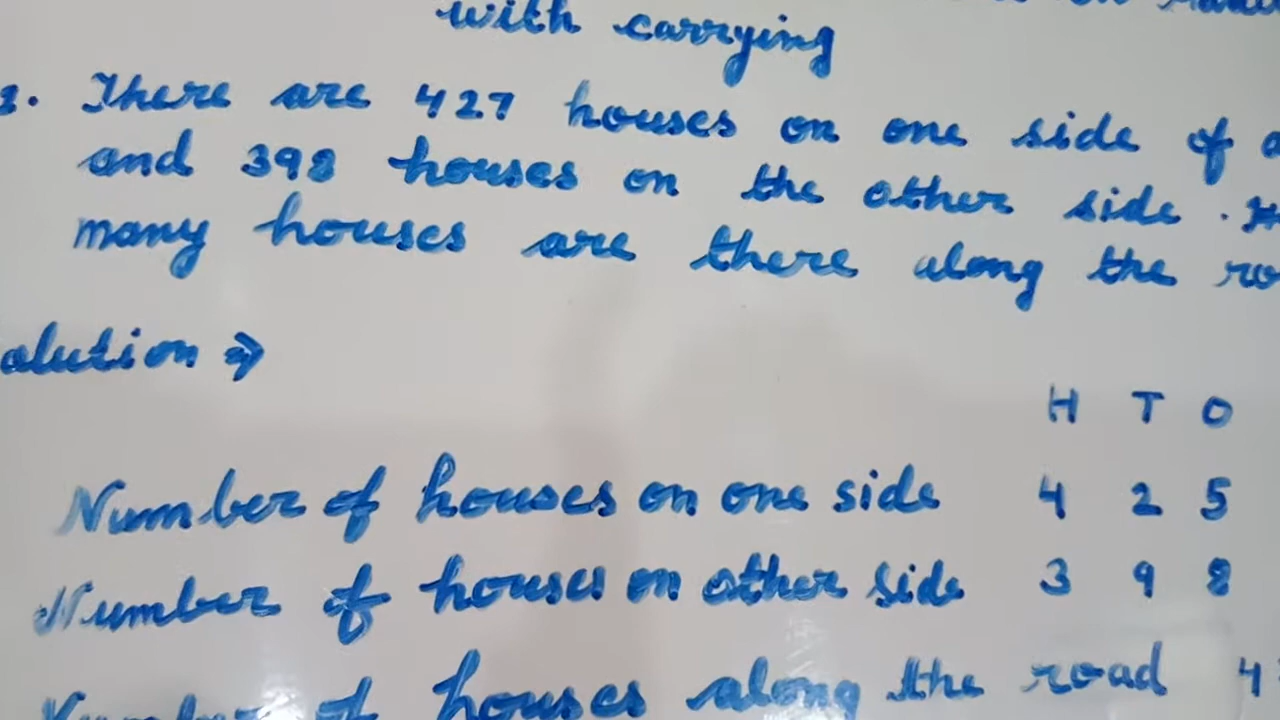 with carrying
There are 427 houses on one side of
and 398 houses on the other side.
many houses are there along the
olution ⇒
H T O
Number of houses on one side 4 2 5
Number of houses on other side 3 9 8
Number of houses along the road 4